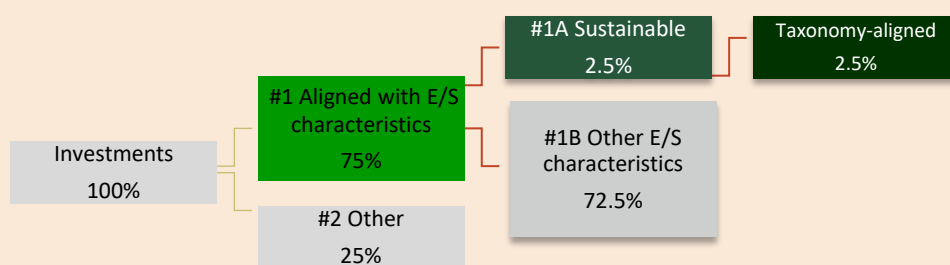 Investments
100%
#1 Aligned with E/S
characteristics
75%
#2 Other
25%
#1A Sustainable
2.5%
#1B Other E/S
characteristics
72.5%
Taxonomy-aligned
2.5%